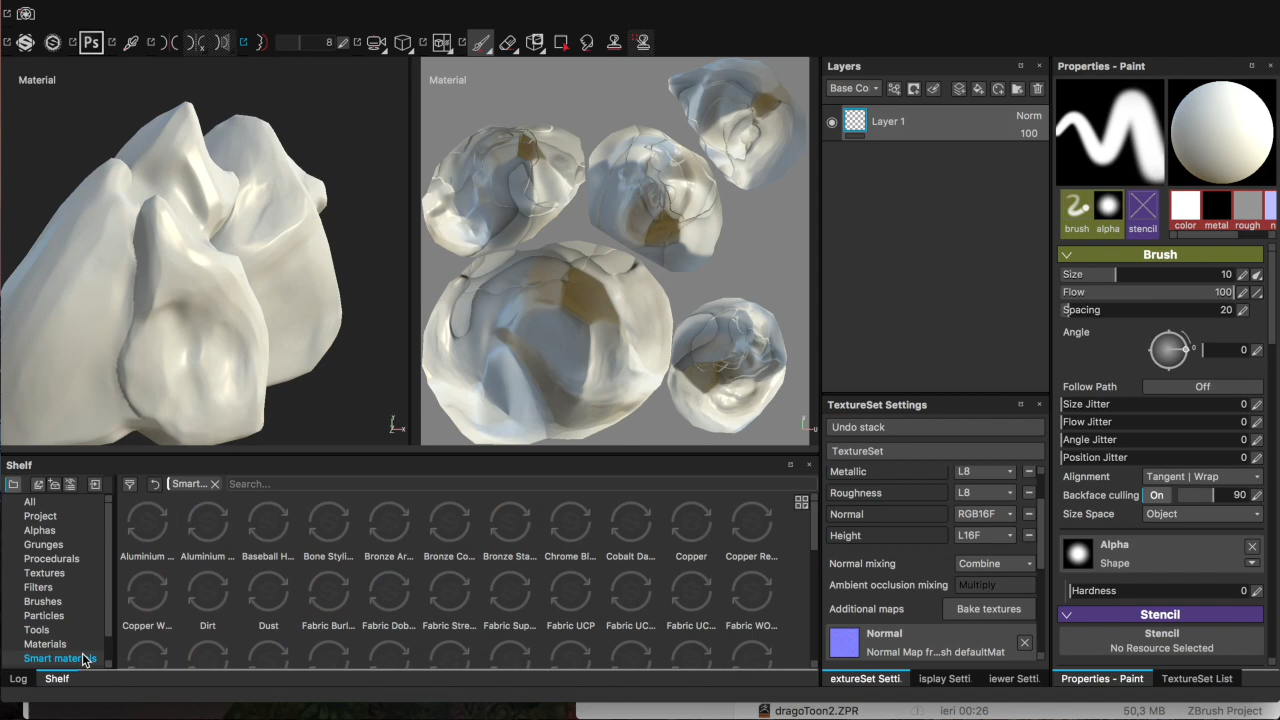 Ps
8
Material
Material
Layers
Base Co
Layer 1
Norm
100
Properties - Paint
brush
alpha
stencil
color
metal
rough
n
Brush
Size 10
Flow 100
Spacing 20
Angle
0
0
Follow Path Off
Size Jitter 0
Flow Jitter 0
Angle Jitter 0
Position Jitter 0
Alignment Tangent | Wrap
Backface culling On 90
Size Space Object
Alpha
Shape
Hardness 0
Stencil
Stencil
No Resource Selected
Properties - Paint TextureSet List
TextureSet Settings
Undo stack
TextureSet
Metallic L8
Roughness L8
Normal RGB16F
Height L16F
Normal mixing Combine
Ambient occlusion mixing Multiply
Additional maps Bake textures
Normal
Normal Map fr...sh defaultMat
extureSet Setti. isplay Setti. iewer Setti.
Shelf
Smart... Search...
All
Project
Alphas
Grunges
Procedurals
Textures
Filters
Brushes
Particles
Tools
Materials
Smart materials
Aluminium ... Aluminium ... Baseball H... Bone Styli... Bronze Ar... Bronze Co... Bronze Sta... Chrome Bl... Cobalt Da... Copper Copper Re...
Copper W... Dirt Dust Fabric Burl... Fabric Dob... Fabric Stre... Fabric Sup... Fabric UCP Fabric UC... Fabric UC... Fabric WO...
Log Shelf
dragoToon2.ZPR ieri 00:26 50,3 MB ZBrush Project